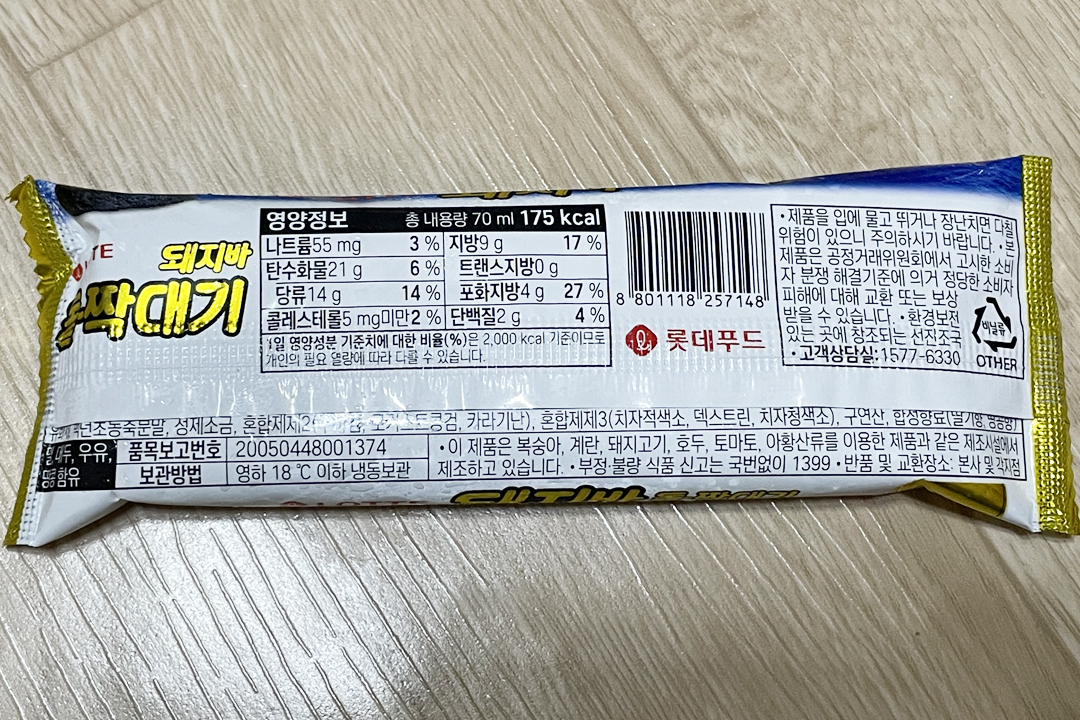 돼지바
짝대기
영양정보 총 내용량 70 ml 175 kcal
나트륨55 mg 3 % 지방9 g 17 %
탄수화물21 g 6 % 트랜스지방0 g
당류14 g 14 % 포화지방4 g 27 %
콜레스테롤5 mg미만2 % 단백질2 g 4 %
1일 영양성분 기준치에 대한 비율(%)은 2,000 kcal 기준이므로
개인의 필요 열량에 따라 다를 수 있습니다.
8 801118 257148
롯데푸드
•제품을 입에 물고 뛰거나 장난치면 다칠
위험이 있으니 주의하시기 바랍니다. •본
제품은 공정거래위원회에서 고시한 소비
자 분쟁 해결기준에 의거 정당한 소비자
피해에 대해 교환 또는 보상
받을 수 있습니다. •환경보전
있는 곳에 창조되는 선진조국
•고객상담실:1577-6330
비닐류
OTHER
정제소금, 혼합제제2( 카라기난), 혼합제제3(치자적색소, 덱스트린, 치자청색소), 구연산, 합성향료(딸기향,
우유,
함유
품목보고번호 20050448001374
보관방법 영하 18 ℃ 이하 냉동보관
•이 제품은 복숭아, 계란, 돼지고기, 호두, 토마토, 아황산류를 이용한 제품과 같은 제조시설에서
제조하고 있습니다. •부정·불량 식품 신고는 국번없이 1399 •반품 및 교환장소: 본사 및 각지점